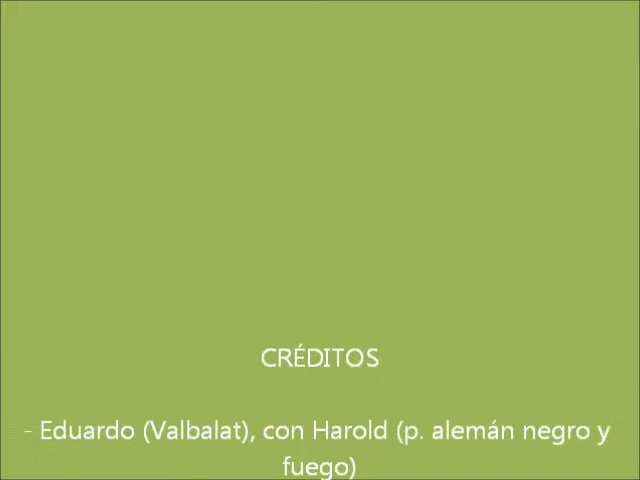 CRÉDITOS
- Eduardo (Valbalat), con Harold (p. alemán negro y
fuego)